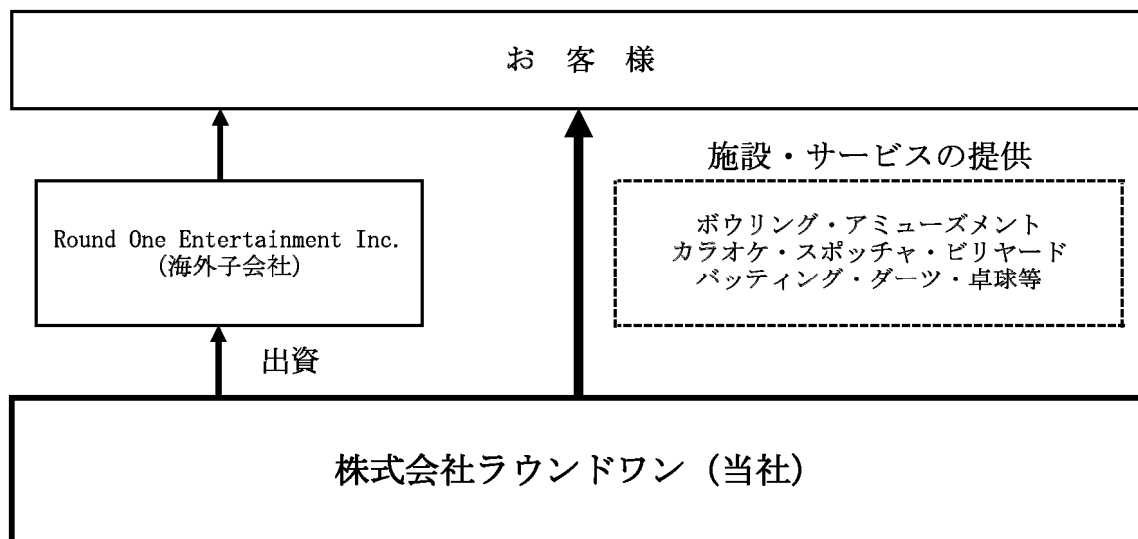 お 客 様
施設・サービスの提供
Round One Entertainment Inc.
(海外子会社)
ボウリング・アミューズメント
カラオケ・スポッチャ・ビリヤード
バッティング・ダーツ・卓球等
出資
株式会社ラウンドワン (当社)